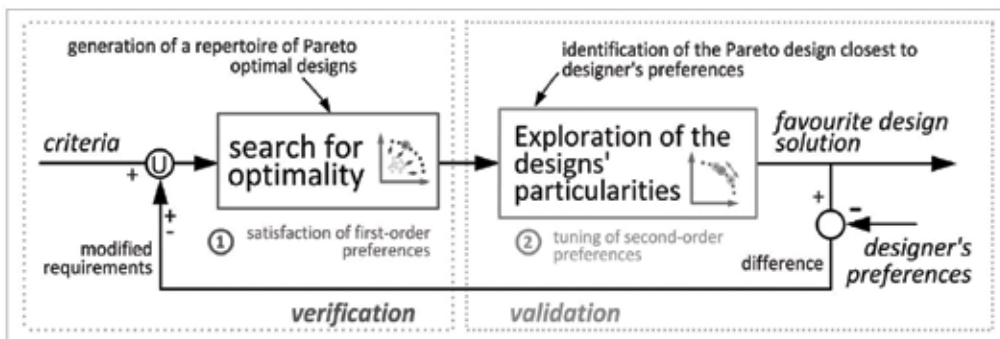 generation of a repertoire of Pareto
optimal designs
identification of the Pareto design closest to
designer's preferences
criteria
+
U
search for
optimality
Exploration of the
designs'
particularities
favourite design
solution
+
-
+
-
1 satisfaction of first-order
preferences
2 tuning of second-order
preferences
modified
requirements
difference
designer's
preferences
verification
validation